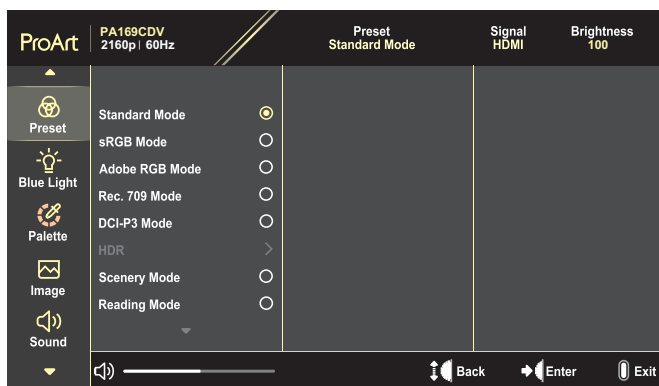 ProArt
PA169CDV
2160p | 60Hz
Preset
Standard Mode
Signal
HDMI
Brightness
100
Preset
Blue Light
Palette
Image
Sound
Standard Mode
sRGB Mode
Adobe RGB Mode
Rec. 709 Mode
DCI-P3 Mode
HDR
Scenery Mode
Reading Mode
Back
Enter
Exit